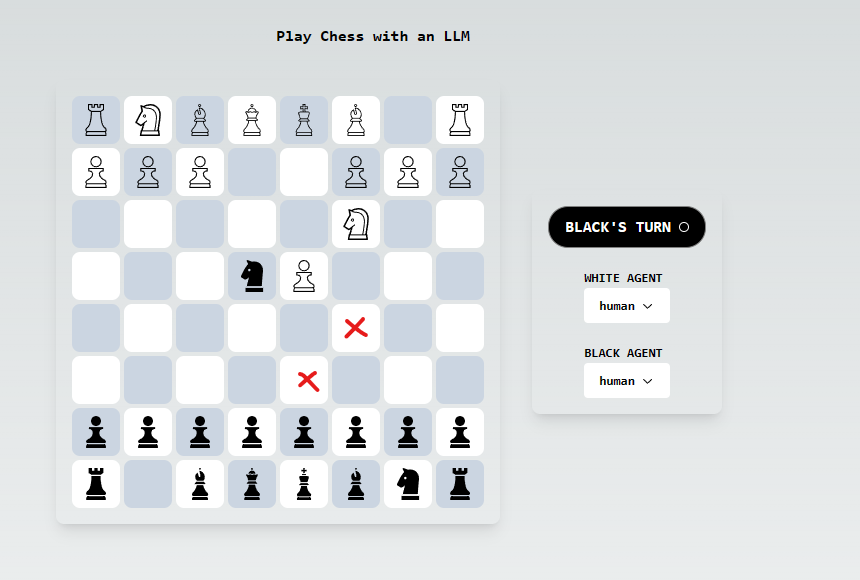 Play Chess with an LLM
BLACK'S TURN
WHITE AGENT
human
BLACK AGENT
human